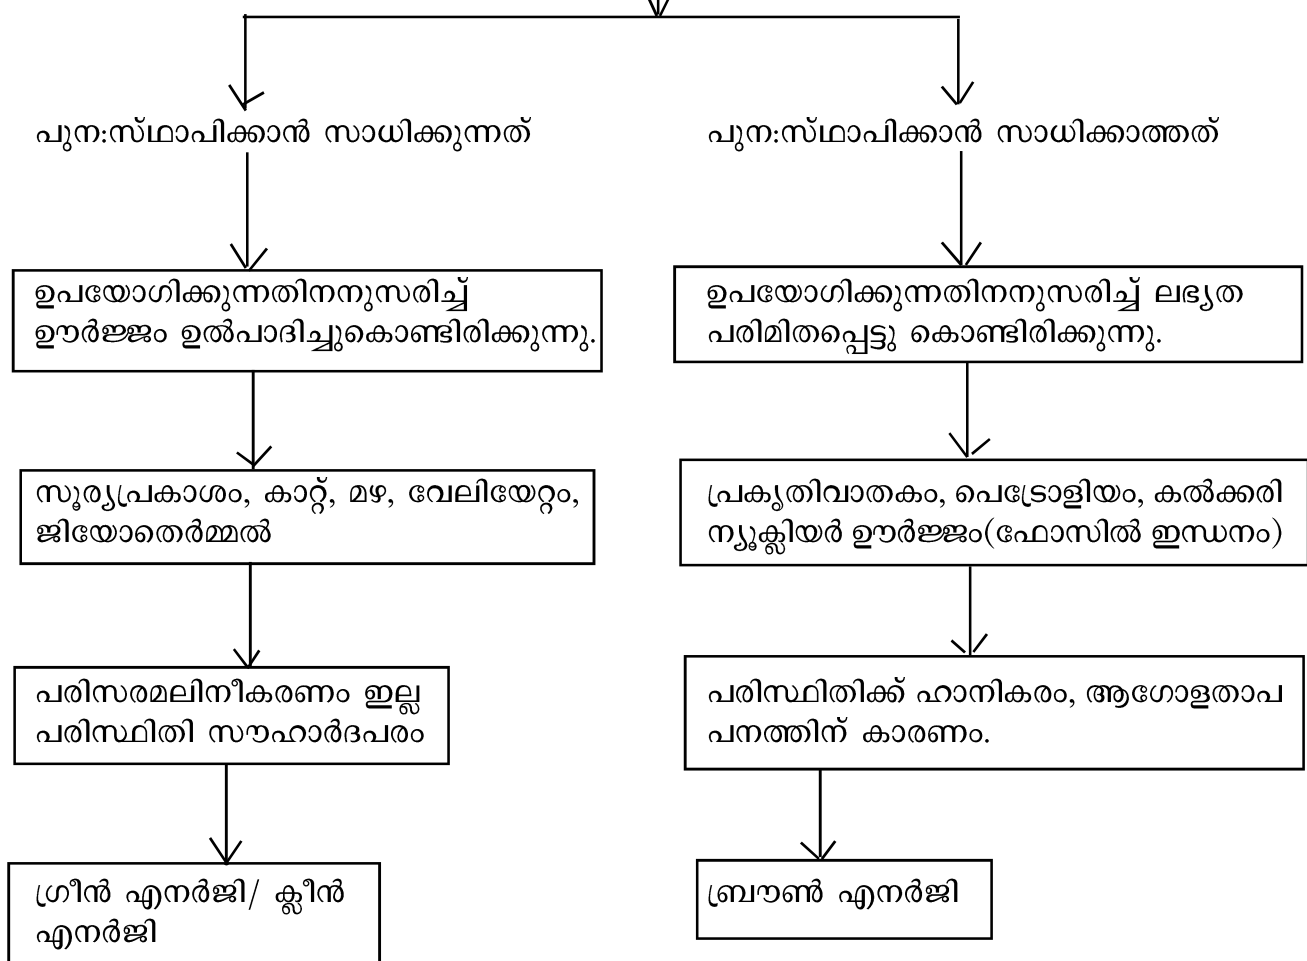 പുന:സ്ഥാപിക്കാൻ സാധിക്കുന്നത്
പുന:സ്ഥാപിക്കാൻ സാധിക്കാത്തത്
ഉപയോഗിക്കുന്നതിനനുസരിച്ച്
ഊർജ്ജം ഉൽപാദിച്ചുകൊണ്ടിരിക്കുന്നു.
ഉപയോഗിക്കുന്നതിനനുസരിച്ച് ലഭ്യത
പരിമിതപ്പെട്ടു കൊണ്ടിരിക്കുന്നു.
സൂര്യപ്രകാശം, കാറ്റ്, മഴ, വേലിയേറ്റം,
ജിയോതെർമ്മൽ
പ്രകൃതിവാതകം, പെട്രോളിയം, കൽക്കരി
ന്യൂക്ലിയർ ഊർജ്ജം(ഫോസിൽ ഇന്ധനം)
പരിസരമലിനീകരണം ഇല്ല
പരിസ്ഥിതി സൗഹാർദപരം
പരിസ്ഥിതിക്ക് ഹാനികരം, ആഗോളതാപ
പനത്തിന് കാരണം.
ഗ്രീൻ എനർജി/ ക്ലീൻ
എനർജി
ബ്രൗൺ എനർജി